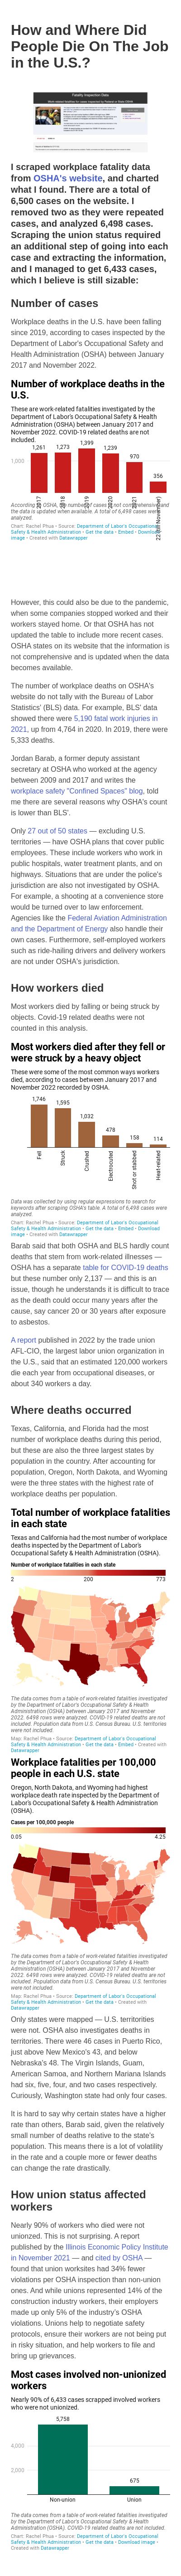 How and Where Did
People Die On The Job
in the U.S.?
Fatality Inspection Data
I scraped workplace fatality data
from OSHA's website, and charted
what I found. There are a total of
6,500 cases on the website. I
removed two as they were repeated
cases, and analyzed 6,498 cases.
Scraping the union status required
an additional step of going into each
case and extracting the information,
and I managed to get 6,433 cases,
which I believe is still sizable:
Number of cases
Workplace deaths in the U.S. have been falling
since 2019, according to cases inspected by the
Department of Labor's Occupational Safety and
Health Administration (OSHA) between January
2017 and November 2022.
Number of workplace deaths in the
U.S.
These are work-related fatalities investigated by the
Department of Labor's Occupational Safety & Health
Administration (OSHA) between January 2017 and
November 2022. COVID-19 related deaths are not
included.
1,261
1,273
1,399
1,239
970
356
1,000
2017
2018
2019
2020
2021
22 (till November)
analyzed.
Chart: Rachel Phua • Source: Department of Labor's Occupational
Safety & Health Administration • Get the data • Embed • Download
image • Created with Datawrapper
However, this could also be due to the pandemic,
when some companies stopped worked and more
workers stayed home. Or that OSHA has not
updated the website to include more cases.
OSHA states on its website that the information is
not comprehensive and is updated when the data
becomes available.
The number of workplace deaths on OSHA's
website do not tally with the Bureau of Labor
Statistics' (BLS) data. For example, BLS' data
showed there were 5,190 fatal work injuries in
2021, up from 4,764 in 2020. In 2019, there were
5,333 deaths.
Jordan Barab, a former deputy assistant
secretary at OSHA who worked at the agency
between 2009 and 2017 and writes the
workplace safety "Confined Spaces" blog, told
me there are several reasons why OSHA's count
is lower than BLS'.
Only 27 out of 50 states — excluding U.S.
territories — have OSHA plans that cover public
employees. These include workers who work in
public hospitals, water treatment plants, and on
highways. Situations that are under the police's
jurisdiction are also not investigated by OSHA.
For example, a shooting at a convenience store
would be turned over to law enforcement.
Agencies like the Federal Aviation Administration
and the Department of Energy also handle their
own cases. Furthermore, self-employed workers
such as ride-hailing drivers and delivery workers
are not under OSHA's jurisdiction.
How workers died
Most workers died by falling or being struck by
objects. Covid-19 related deaths were not
counted in this analysis.
Most workers died after they fell or
were struck by a heavy object
These were some of the most common ways workers
died, according to cases between January 2017 and
November 2022 recorded by OSHA.
1,746
1,595
1,032
478
158
114
Fell
Struck
Crushed
Electrocuted
Shot or stabbed
Heat-related
Data was collected by using regular expressions to search for
keywords after scraping OSHA's table. A total of 6,498 cases were
analyzed.
Chart: Rachel Phua • Source: Department of Labor's Occupational
Safety & Health Administration • Get the data • Embed • Download
image • Created with Datawrapper
Barab said that both OSHA and BLS hardly count
deaths that stem from work-related illnesses —
OSHA has a separate table for COVID-19 deaths
but these number only 2,137 — and this is an
issue, though he understands it is difficult to trace
as the death could occur many years after the
cause, say cancer 20 or 30 years after exposure
to asbestos.
A report published in 2022 by the trade union
AFL-CIO, the largest labor union organization in
the U.S., said that an estimated 120,000 workers
die each year from occupational diseases, or
about 340 workers a day.
Where deaths occurred
Texas, California, and Florida had the most
number of workplace deaths during this period,
but these are also the three largest states by
population in the country. After accounting for
population, Oregon, North Dakota, and Wyoming
were the three states with the highest rate of
workplace deaths per population.
Total number of workplace fatalities
in each state
Texas and California had the most number of workplace
deaths inspected by the Department of Labor's
Occupational Safety & Health Administration (OSHA).
Number of workplace fatalities in each state
2
200
773
The data comes from a table of work-related fatalities investigated
by the Department of Labor's Occupational Safety & Health
Administration (OSHA) between January 2017 and November
2022. 6498 rows were analyzed. COVID-19 related deaths are not
included. Population data from U.S. Census Bureau. U.S. territories
were not included.
Map: Rachel Phua • Source: Department of Labor's Occupational
Safety & Health Administration • Get the data • Embed • Created with
Datawrapper
Workplace fatalities per 100,000
people in each U.S. state
Oregon, North Dakota, and Wyoming had highest
workplace death rate inspected by the Department of
Labor's Occupational Safety & Health Administration
(OSHA).
Cases per 100,000 people
0.05
4.25
The data comes from a table of work-related fatalities investigated
by the Department of Labor's Occupational Safety & Health
Administration (OSHA) between January 2017 and November
2022. 6498 rows were analyzed. COVID-19 related deaths are not
included. Population data from U.S. Census Bureau. U.S. territories
were not included.
Map: Rachel Phua • Source: Department of Labor's Occupational
Safety & Health Administration • Get the data • Created with
Datawrapper
Only states were mapped — U.S. territories
were not. OSHA also investigates deaths in
territories. There were 46 cases in Puerto Rico,
just above New Mexico's 43, and below
Nebraska's 48. The Virgin Islands, Guam,
American Samoa, and Northern Mariana Islands
had six, five, four, and two cases respectively.
Curiously, Washington state had only four cases.
It is hard to say why certain states have a higher
rate than others, Barab said, given the relatively
small number of deaths relative to the state's
population. This means there is a lot of volatility
in the rate and a couple more or fewer deaths
can change the rate drastically.
How union status affected
workers
Nearly 90% of workers who died were not
unionized. This is not surprising. A report
published by the Illinois Economic Policy Institute
in November 2021 — and cited by OSHA —
found that union worksites had 34% fewer
violations per OSHA inspection than non-union
ones. And while unions represented 14% of the
construction industry workers, their employers
made up only 5% of the industry's OSHA
violations. Unions help to negotiate safety
protocols, ensure their workers are not being put
in risky situation, and help workers to file and
bring up grievances.
Most cases involved non-unionized
workers
Nearly 90% of 6,433 scrapped involved workers
who were not unionized.
5,758
675
4,000
2,000
Non-union
Union
The data comes from a table of work-related fatalities investigated
by the Department of Labor's Occupational Safety & Health
Administration (OSHA). COVID-19 related deaths are not included.
Chart: Rachel Phua • Source: Department of Labor's Occupational
Safety & Health Administration • Get the data • Download image •
Created with Datawrapper